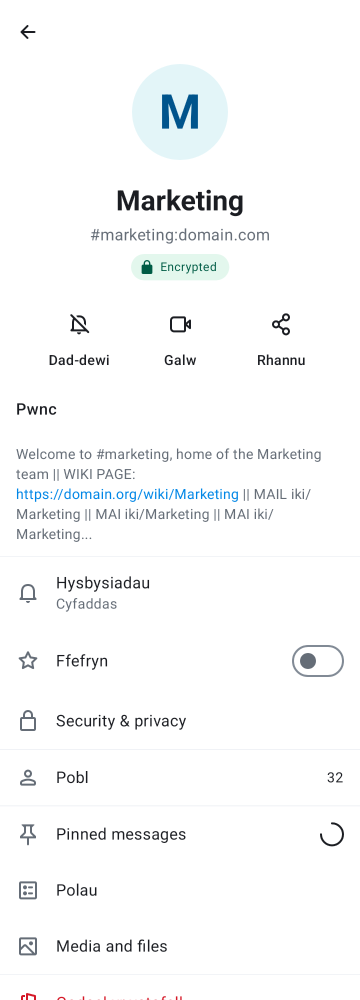 M
Marketing
#marketing:domain.com
Encrypted
Dad-dewi
Galw
Rhannu
Pwnc
Welcome to #marketing, home of the Marketing
team || WIKI PAGE:
https://domain.org/wiki/Marketing || MAIL iki/
Marketing || MAI iki/Marketing || MAI iki/
Marketing...
Hysbysiadau
Cyfaddas
Ffefryn
Security & privacy
Pobl 32
Pinned messages
Polau
Media and files